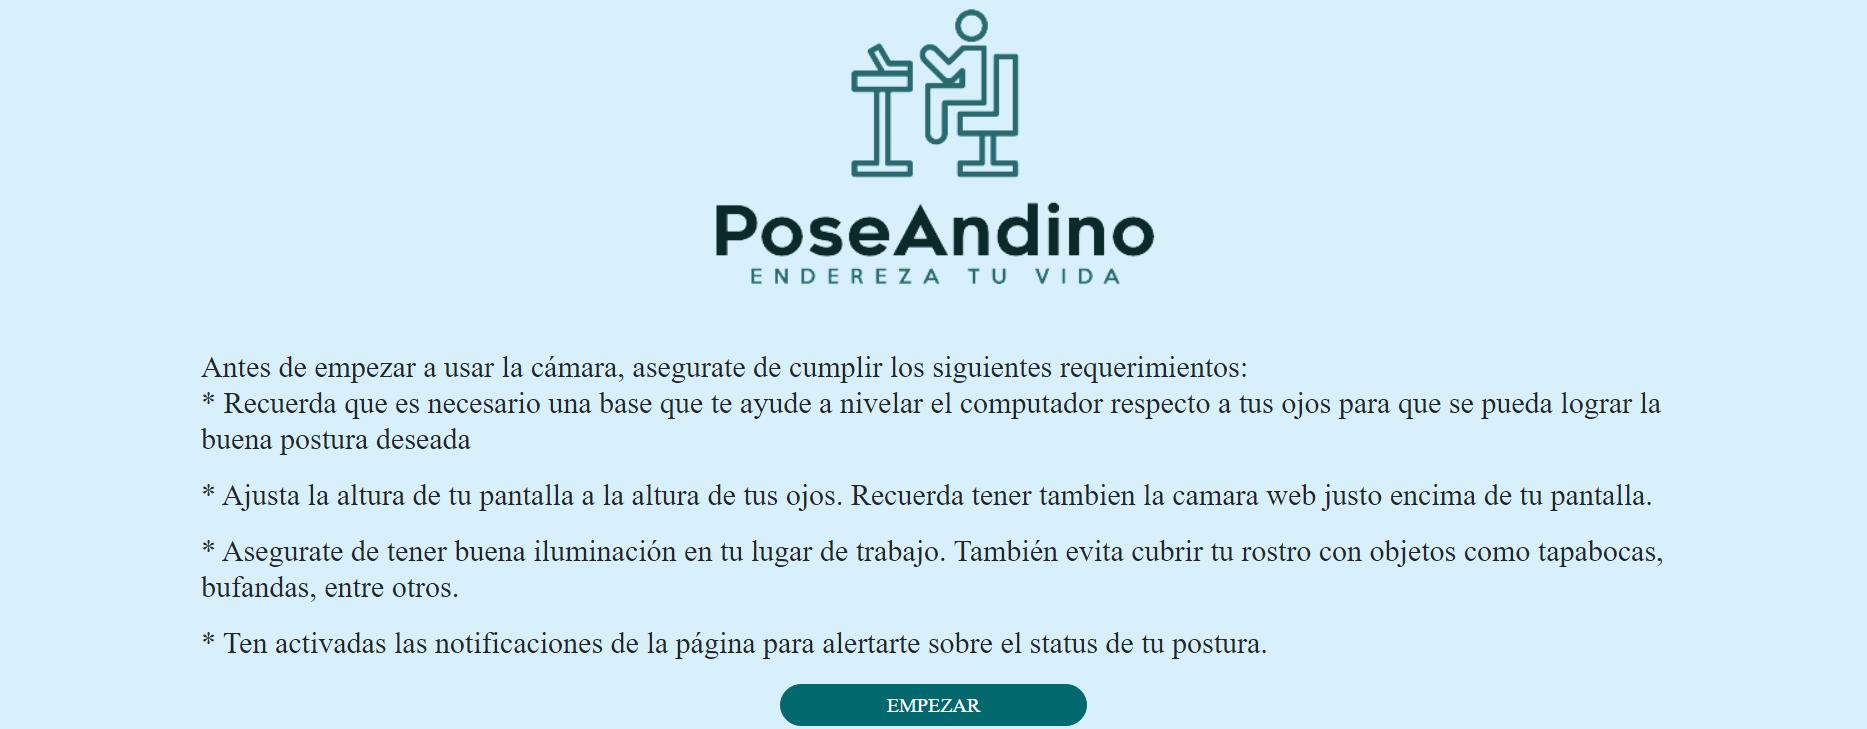 PoseAndino
ENDEREZA TU VIDA
Antes de empezar a usar la cámara, asegurate de cumplir los siguientes requerimientos:
* Recuerda que es necesario una base que te ayude a nivelar el computador respecto a tus ojos para que se pueda lograr la
buena postura deseada
* Ajusta la altura de tu pantalla a la altura de tus ojos. Recuerda tener tambien la camara web justo encima de tu pantalla.
* Asegurate de tener buena iluminación en tu lugar de trabajo. También evita cubrir tu rostro con objetos como tapabocas,
bufandas, entre otros.
* Ten activadas las notificaciones de la página para alertarte sobre el status de tu postura.
EMPEZAR